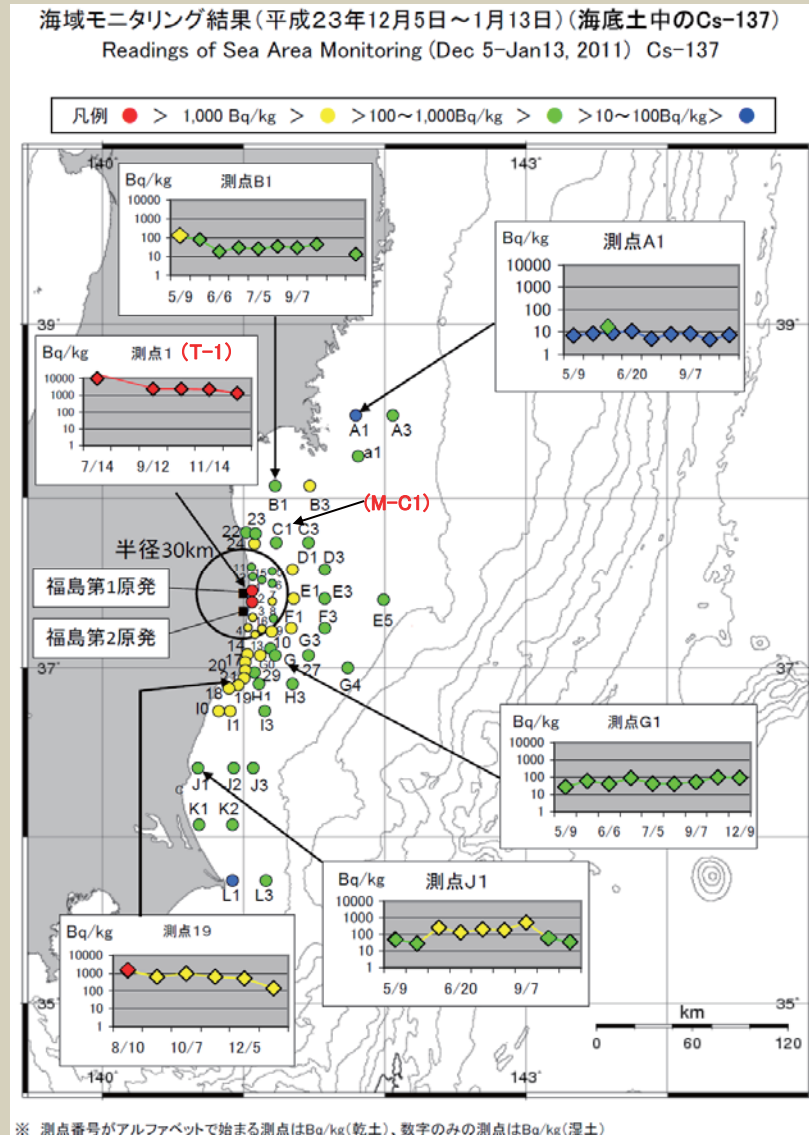 海域モニタリング結果(平成23年12月5日～1月13日)(海底土中のCs-137)
Readings of Sea Area Monitoring (Dec 5-Jan13, 2011) Cs-137
凡例 > 1,000 Bq/kg > >100～1,000Bq/kg > >10～100Bq/kg>
140°
143°
Bq/kg 測点B1
10000
1000
100
10
1
5/9 6/6 7/5 9/7
Bq/kg 測点A1
10000
1000
100
10
1
5/9 6/20 9/7
39°
Bq/kg 測点1 (T-1)
10000
1000
100
10
1
7/14 9/12 11/14
A1 A3
a1
B1 B3
(M-C1)
23
22 C1 C3
24
半径30km
D1 D3
福島第1原発
E1 E3
E5
福島第2原発
F1 F3
10 G3
14
17 G 27
20 G4
21 29
18 19 H1 H3
I0 I1 I3
37°
Bq/kg 測点G1
10000
1000
100
10
1
5/9 6/6 7/5 9/7 12/9
J1 J2 J3
K1 K2
L1 L3
Bq/kg 測点J1
10000
1000
100
10
1
5/9 6/20 9/7
Bq/kg 測点19
10000
1000
100
10
1
8/10 10/7 12/5
35°
km
0 60 120
140°
143°
※ 測点番号がアルファベットで始まる測点はBq/kg(乾土)、数字のみの測点はBq/kg(湿土)